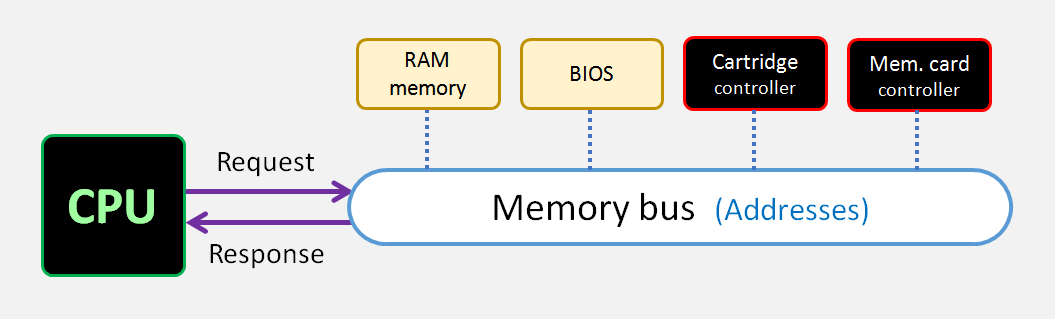 RAM
memory
BIOS
Cartridge
controller
Mem. card
controller
CPU
Request
Response
Memory bus (Addresses)